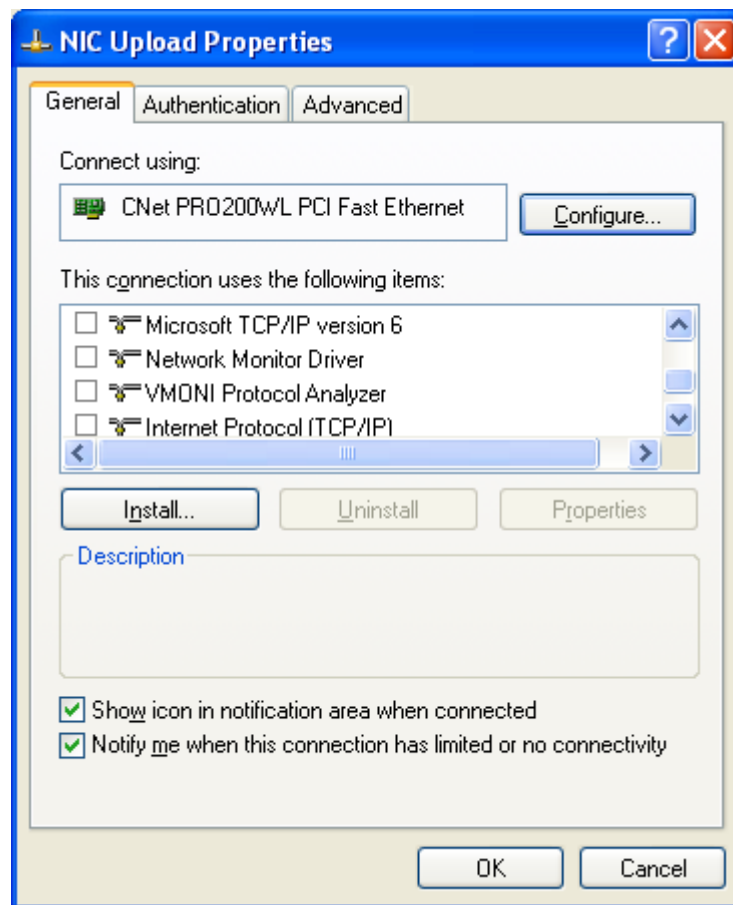 NIC Upload Properties
General Authentication Advanced
Connect using:
CNet PRO200WL PCI Fast Ethernet Configure...
This connection uses the following items:
Microsoft TCP/IP version 6
Network Monitor Driver
VMONI Protocol Analyzer
Internet Protocol (TCP/IP)
Install... Uninstall Properties
Description
Show icon in notification area when connected
Notify me when this connection has limited or no connectivity
OK Cancel